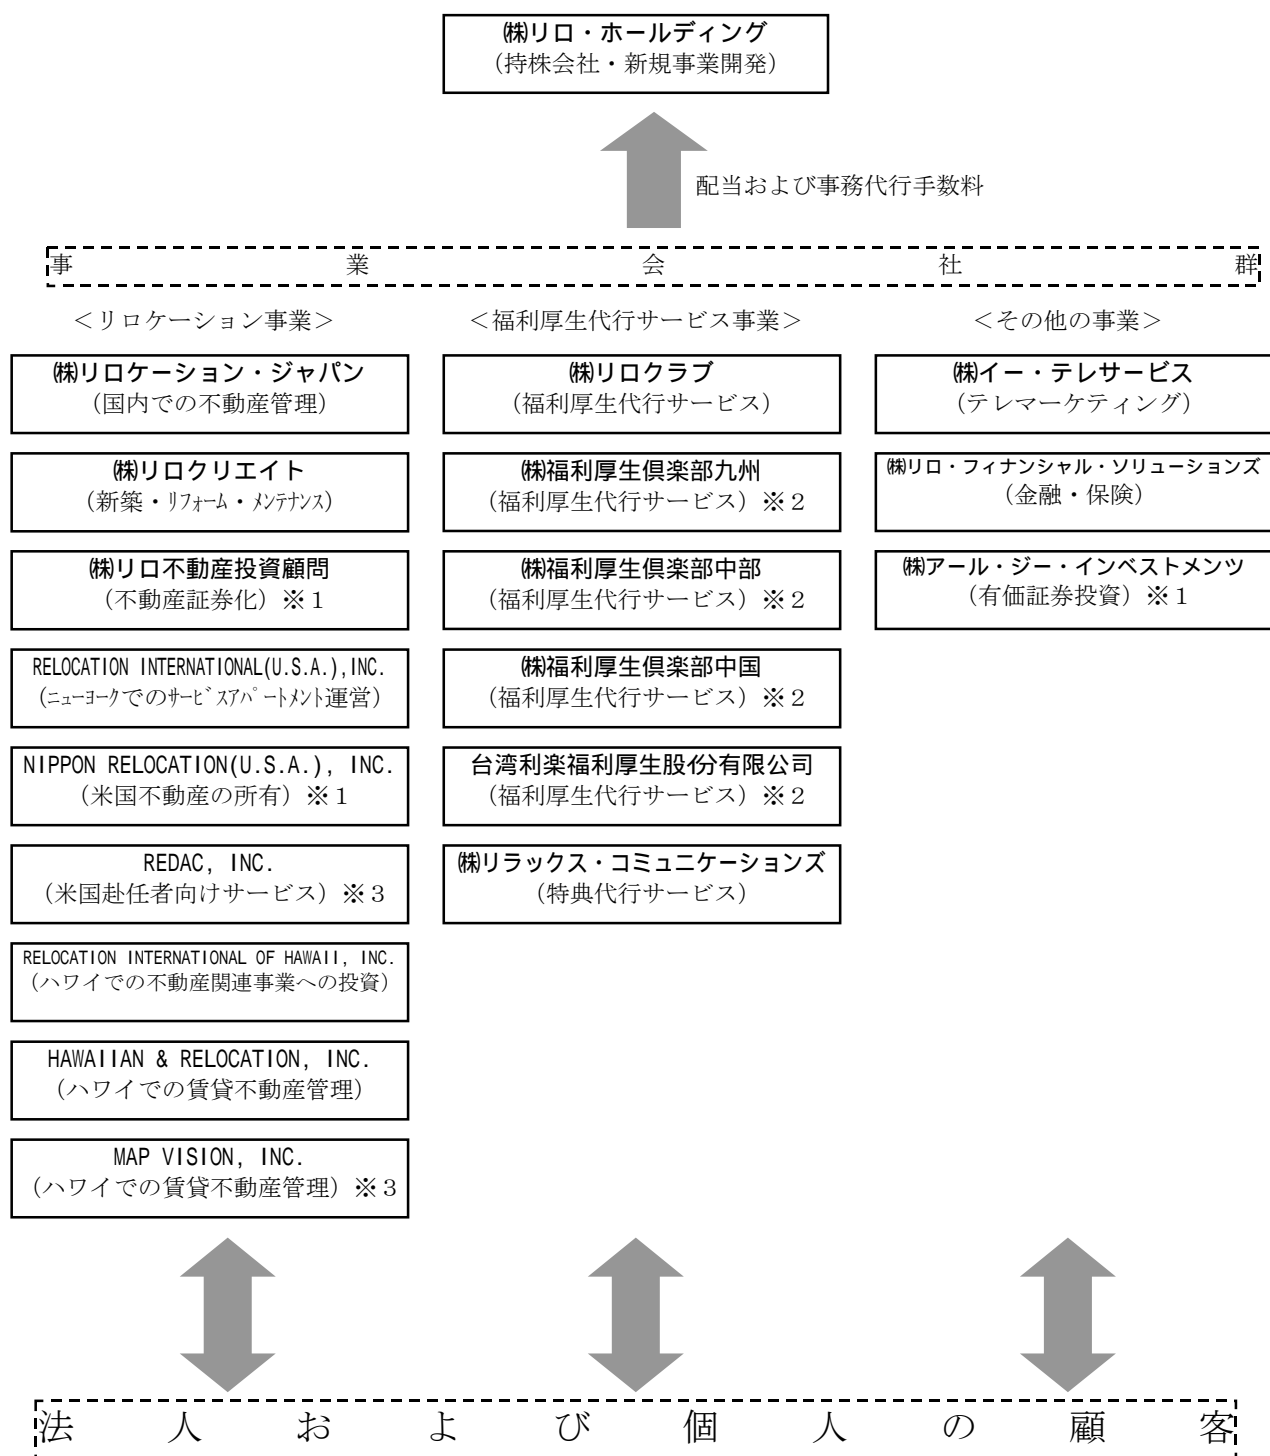 ㈱リロ・ホールディング
（持株会社・新規事業開発）
配当および事務代行手数料
事業会社群
＜リロケーション事業＞
㈱リロケーション・ジャパン
（国内での不動産管理）
㈱リロクリエイト
（新築・ﾘﾌｫｰﾑ・ﾒﾝﾃﾅﾝｽ）
㈱リロ不動産投資顧問
（不動産証券化）※１
RELOCATION INTERNATIONAL(U.S.A.),INC.
（ﾆｭｰﾖｰｸでのｻｰﾋﾞｽｱﾊﾟｰﾄﾒﾝﾄ運営）
NIPPON RELOCATION(U.S.A.), INC.
（米国不動産の所有）※１
REDAC, INC.
（米国赴任者向けサービス）※３
RELOCATION INTERNATIONAL OF HAWAII, INC.
（ハワイでの不動産関連事業への投資）
HAWAIIAN & RELOCATION, INC.
（ハワイでの賃貸不動産管理）
MAP VISION, INC.
（ハワイでの賃貸不動産管理）※３
＜福利厚生代行サービス事業＞
㈱リロクラブ
（福利厚生代行サービス）
㈱福利厚生倶楽部九州
（福利厚生代行サービス）※２
㈱福利厚生倶楽部中部
（福利厚生代行サービス）※２
㈱福利厚生倶楽部中国
（福利厚生代行サービス）※２
台湾利楽福利厚生股份有限公司
（福利厚生代行サービス）※２
㈱リラックス・コミュニケーションズ
（特典代行サービス）
＜その他の事業＞
㈱イー・テレサービス
（テレマーケティング）
㈱リロ・フィナンシャル・ソリューションズ
（金融・保険）
㈱アール・ジー・インベストメンツ
（有価証券投資）※１
法人および個人の顧客